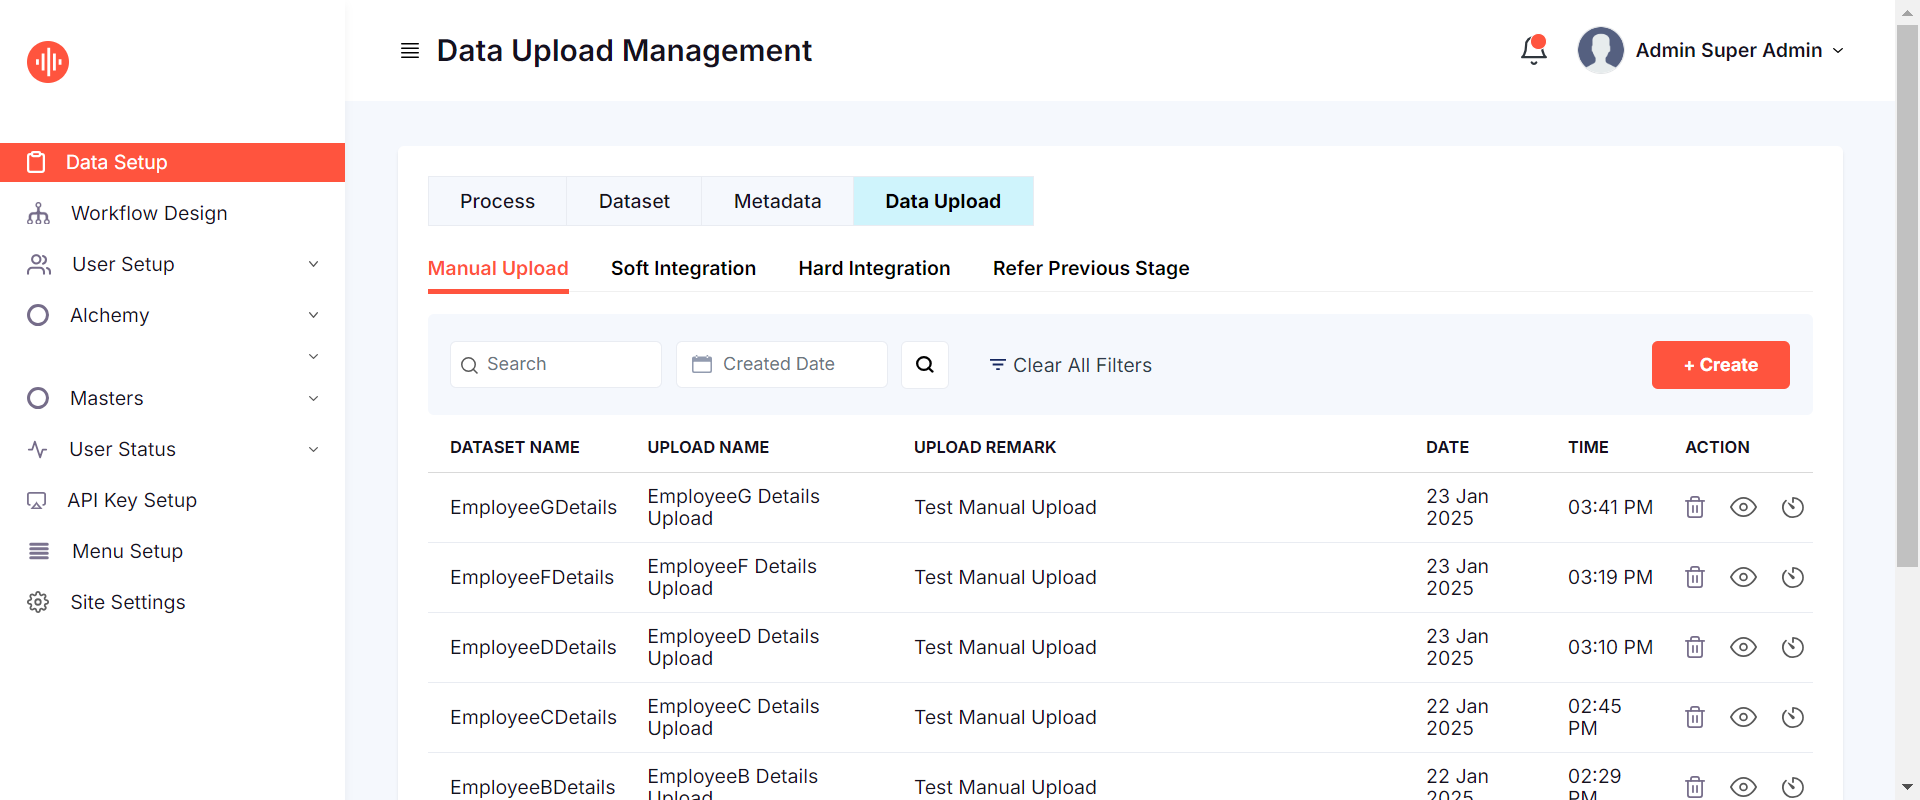 Data Upload Management
Admin Super Admin
Data Setup
Workflow Design
User Setup
Alchemy
Masters
User Status
API Key Setup
Menu Setup
Site Settings
Process
Dataset
Metadata
Data Upload
Manual Upload
Soft Integration
Hard Integration
Refer Previous Stage
Search
Created Date
Clear All Filters
+ Create
DATASET NAME
UPLOAD NAME
UPLOAD REMARK
DATE
TIME
ACTION
EmployeeGDetails
EmployeeG Details
Upload
Test Manual Upload
23 Jan
2025
03:41 PM
EmployeeFDetails
EmployeeF Details
Upload
Test Manual Upload
23 Jan
2025
03:19 PM
EmployeeDDetails
EmployeeD Details
Upload
Test Manual Upload
23 Jan
2025
03:10 PM
EmployeeCDetails
EmployeeC Details
Upload
Test Manual Upload
22 Jan
2025
02:45
PM
EmployeeBDetails
EmployeeB Details
Upload
Test Manual Upload
22 Jan
2025
02:29
PM